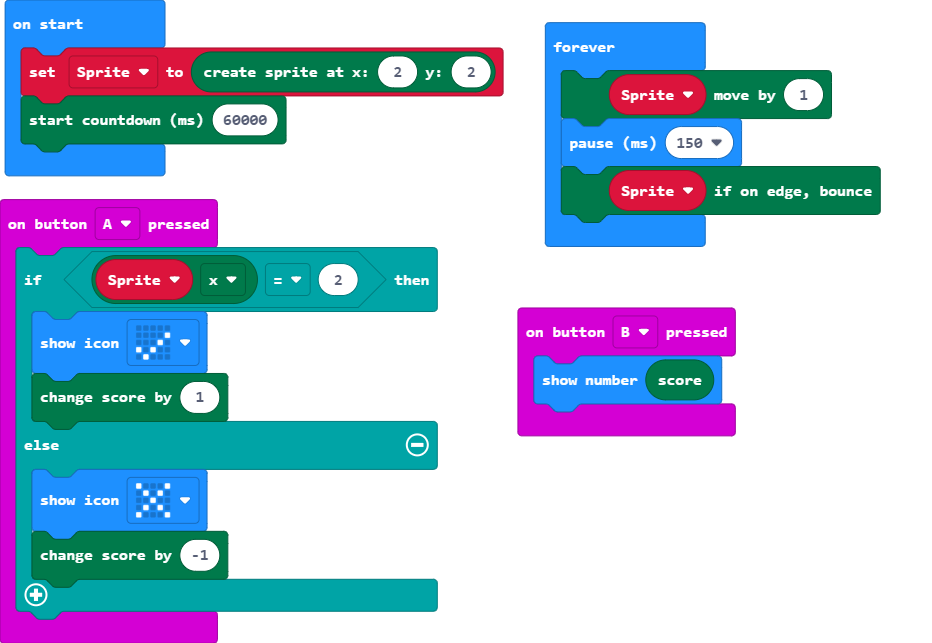 on start
set Sprite to create sprite at x: 2 y: 2
start countdown (ms) 60000
forever
Sprite move by 1
pause (ms) 150
Sprite if on edge, bounce
on button A pressed
if Sprite x = 2 then
show icon
change score by 1
else
show icon
change score by -1
on button B pressed
show number score